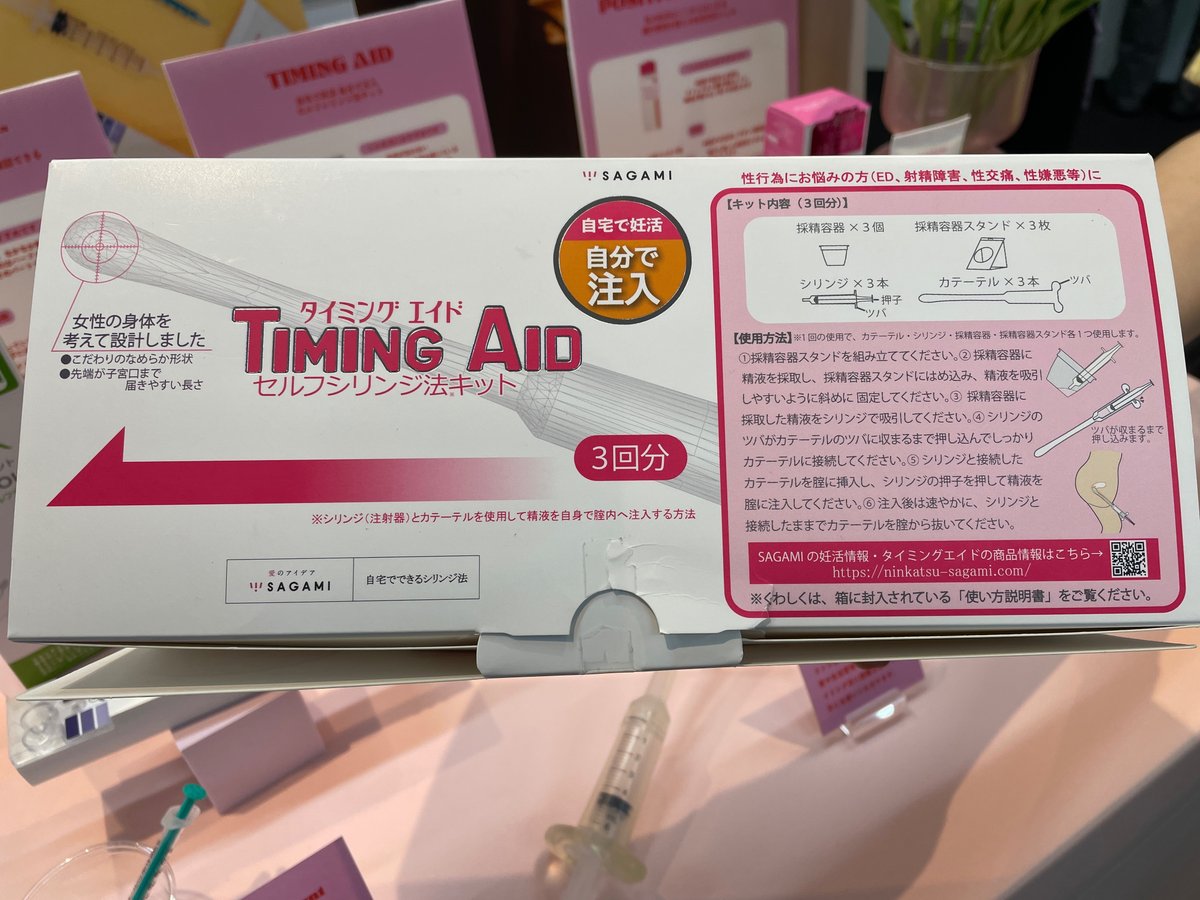 TIMING AID
SAGAMI
自宅で妊活
自分で
注入
女性の身体を
考えて設計しました
●こだわりのなめらか形状
●先端が子宮口まで
届きやすい長さ
タイミング エイド
TIMING AID
セルフシリンジ法キット
※
3回分
※シリンジ(注射器)とカテーテルを使用して精液を自身で腟内へ注入する方法
愛のアイデア
SAGAMI
自宅でできるシリンジ法
性行為にお悩みの方(ED、射精障害、性交痛、性嫌悪等)に
【キット内容(3回分)】
採精容器×3個
採精容器スタンド×3枚
シリンジ×3本
押子
ツバ
カテーテル×3本
ツバ
【使用方法】※1回の使用で、カテーテル・シリンジ・採精容器・採精容器スタンド各1つ使用します。
①採精容器スタンドを組み立ててください。② 採精容器に
精液を採取し、採精容器スタンドにはめ込み、精液を吸引
しやすいように斜めに 固定してください。③ 採精容器に
採取した精液をシリンジで吸引してください。④ シリンジの
ツバがカテーテルのツバに収まるまで押し込んでしっかり
カテーテルに接続してください。⑤ シリンジと接続した
カテーテルを腟に挿入し、シリンジの押子を押して精液を
腟に注入してください。⑥ 注入後は速やかに、シリンジと
接続したままでカテーテルを腟から抜いてください。
ツバが収まるまで
押し込みます。
SAGAMI の妊活情報・タイミングエイドの商品情報はこちら→
https://ninkatsu-sagami.com/
※くわしくは、箱に封入されている「使い方説明書」をご覧ください。